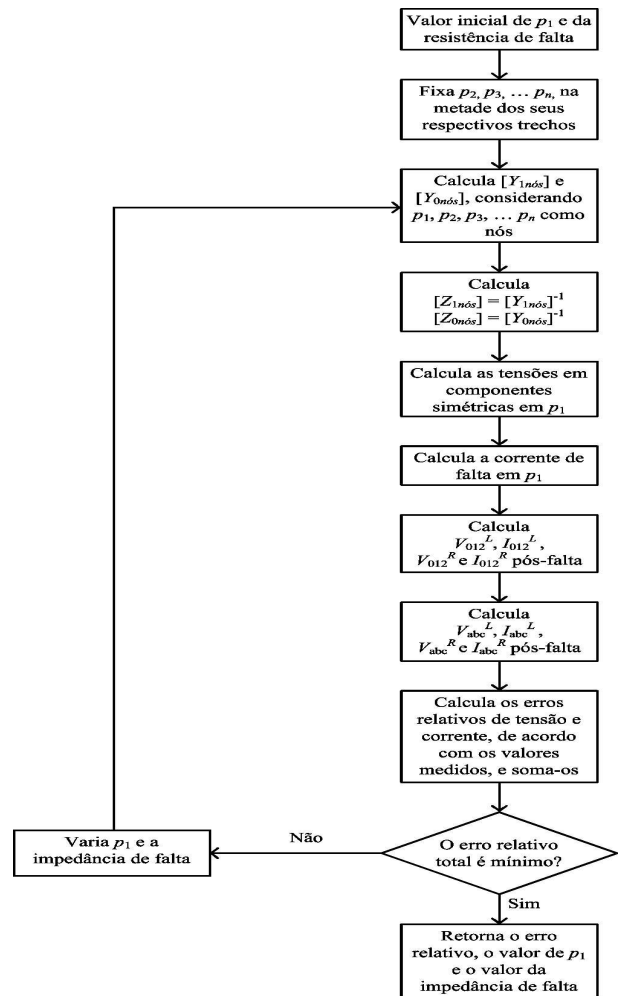 Valor inicial de p₁ e da
resistência de falta
Fixa p₂, p₃, ... pₙ, na
metade dos seus
respectivos trechos
Calcula [Y₁ₙₒ́ₛ] e
[Y₀ₙₒ́ₛ], considerando
p₁, p₂, p₃, ... pₙ como
nós
Calcula
[Z₁ₙₒ́ₛ] = [Y₁ₙₒ́ₛ]⁻¹
[Z₀ₙₒ́ₛ] = [Y₀ₙₒ́ₛ]⁻¹
Calcula as tensões em
componentes
simétricas em p₁
Calcula a corrente de
falta em p₁
Calcula
V₀₁₂ᴸ, I₀₁₂ᴸ,
V₀₁₂ᴿ e I₀₁₂ᴿ pós-falta
Calcula
V_abcᴸ, I_abcᴸ,
V_abcᴿ e I_abcᴿ pós-falta
Calcula os erros
relativos de tensão e
corrente, de acordo
com os valores
medidos, e soma-os
O erro relativo
total é mínimo?
Não
Varia p₁ e a
impedância de falta
Sim
Retorna o erro
relativo, o valor de p₁
e o valor da
impedância de falta